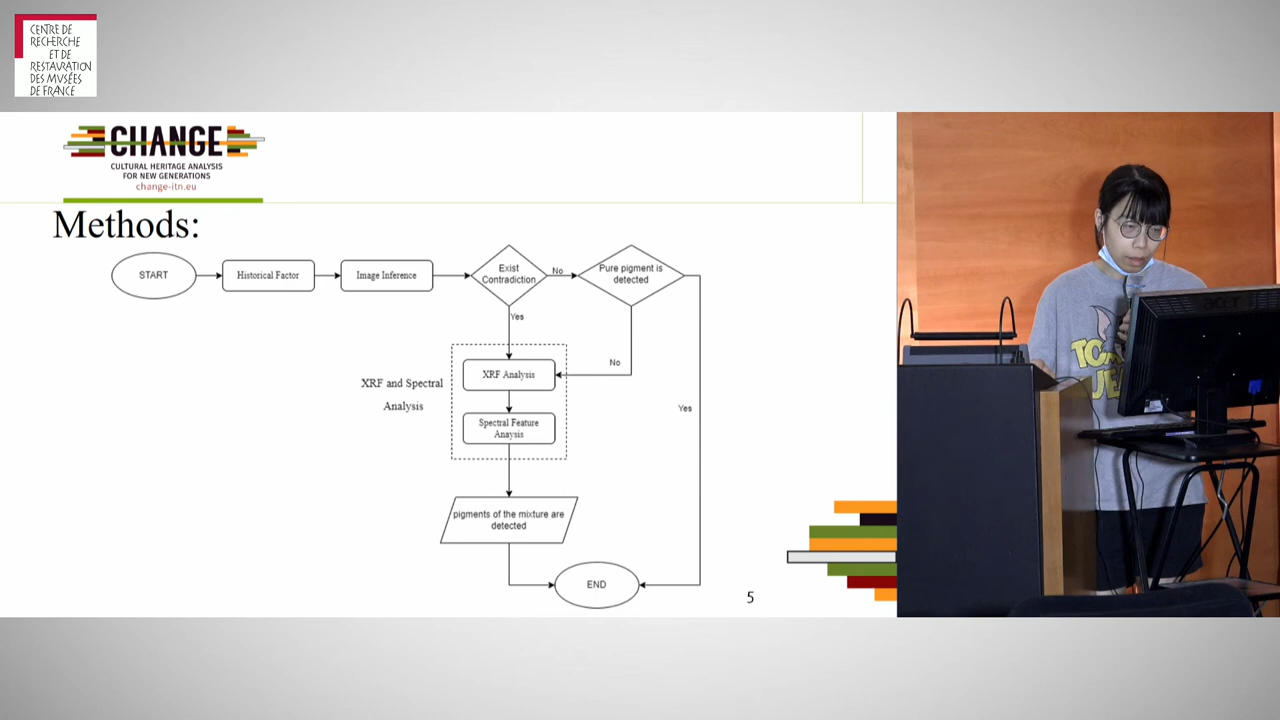 CENTRE DE
RECHERCHE
ET DE
RESTAURATION
DES MUSÉES
DE FRANCE
CHANGE
CULTURAL HERITAGE ANALYSIS
FOR NEW GENERATIONS
change-itn.eu
Methods:
START
Historical Factor
Image Inference
Exist
Contradiction
No
Pure pigment is
detected
Yes
No
XRF and Spectral
Analysis
XRF Analysis
Spectral Feature
Anaysis
Yes
pigments of the mixture are
detected
END
5
acer